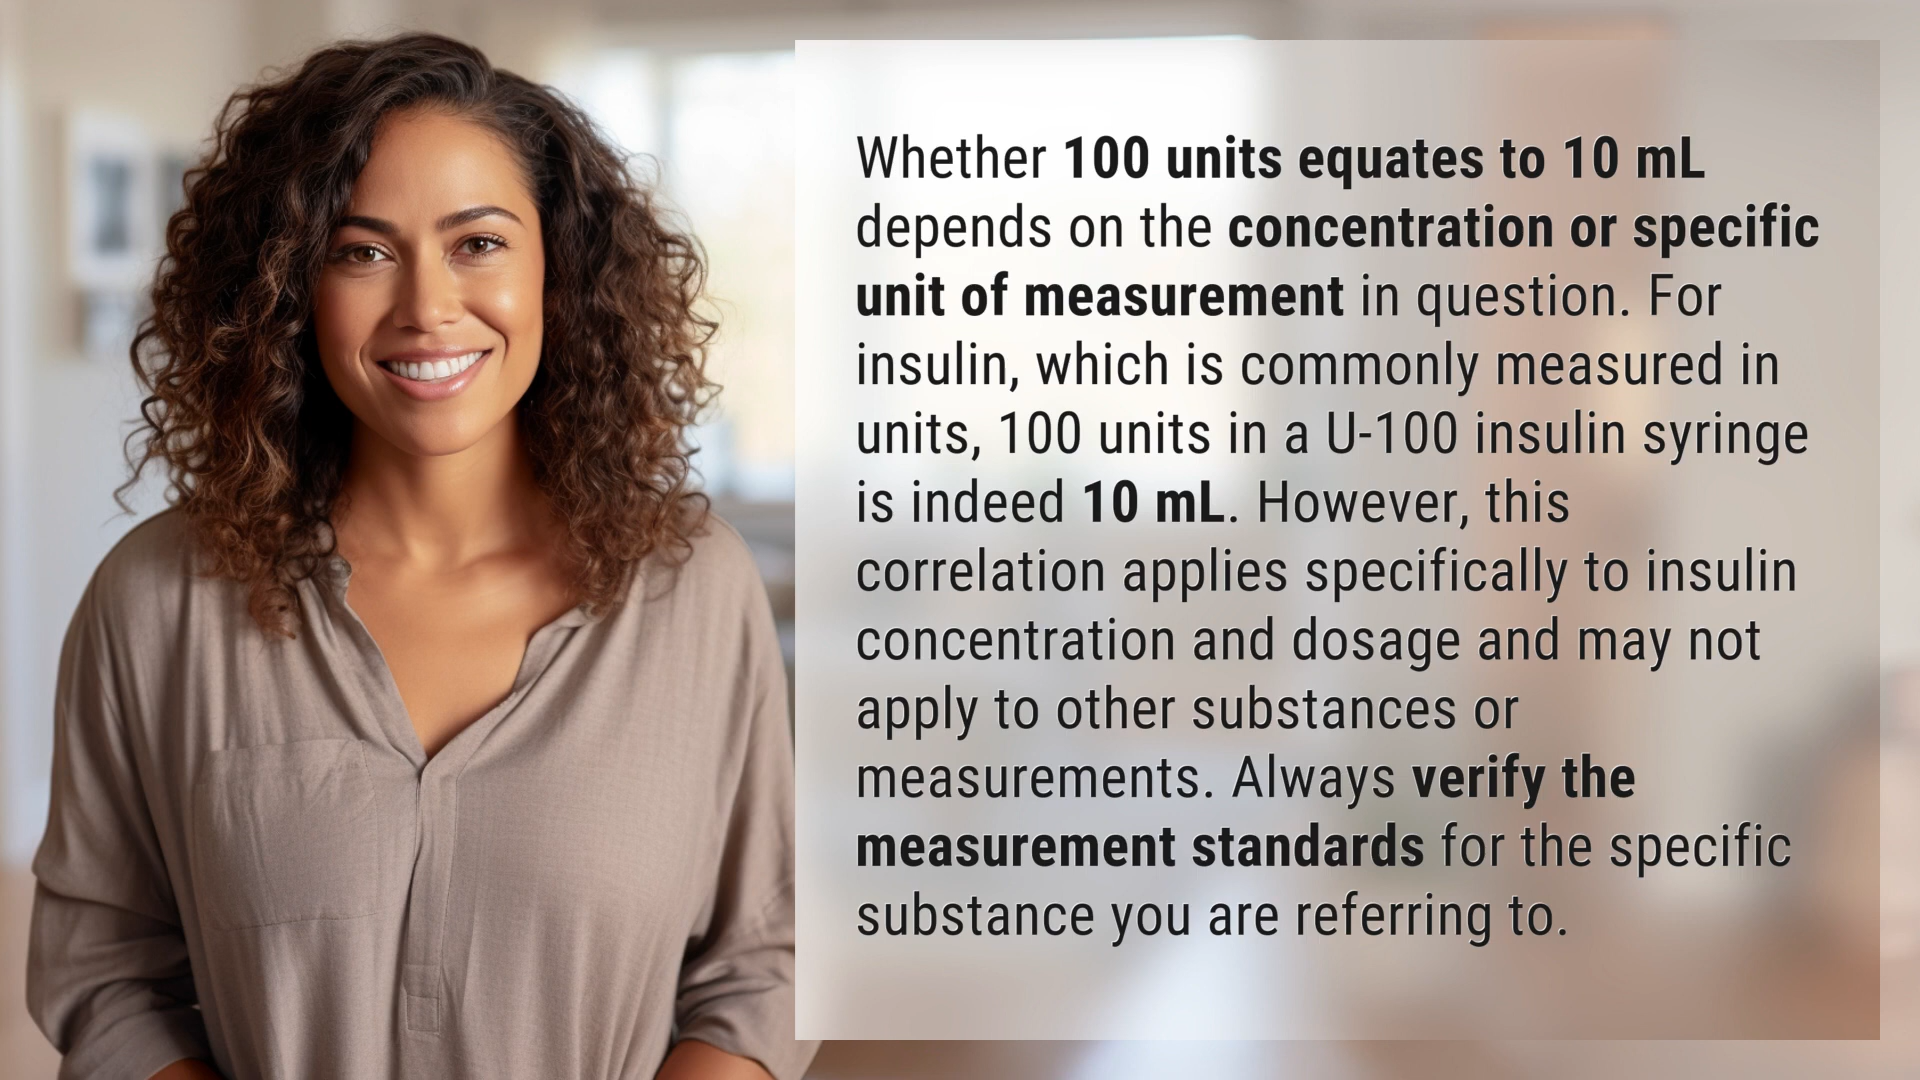 Whether 100 units equates to 10 mL
depends on the concentration or specific
unit of measurement in question. For
insulin, which is commonly measured in
units, 100 units in a U-100 insulin syringe
is indeed 10 mL. However, this
correlation applies specifically to insulin
concentration and dosage and may not
apply to other substances or
measurements. Always verify the
measurement standards for the specific
substance you are referring to.